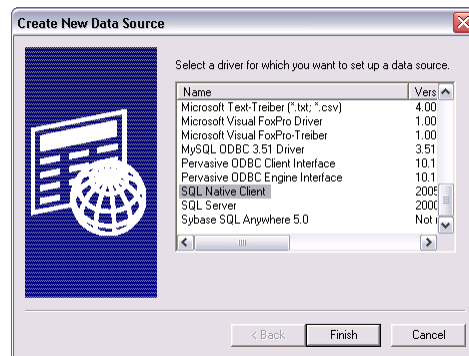 Create New Data Source
Select a driver for which you want to set up a data source.
Name Vers
Microsoft Text-Treiber (*.txt; *.csv) 4.00
Microsoft Visual FoxPro Driver 1.00
Microsoft Visual FoxPro-Treiber 1.00
MySQL ODBC 3.51 Driver 3.51
Pervasive ODBC Client Interface 10.1
Pervasive ODBC Engine Interface 10.1
SQL Native Client 2005
SQL Server 2000
Sybase SQL Anywhere 5.0 Not
< Back Finish Cancel